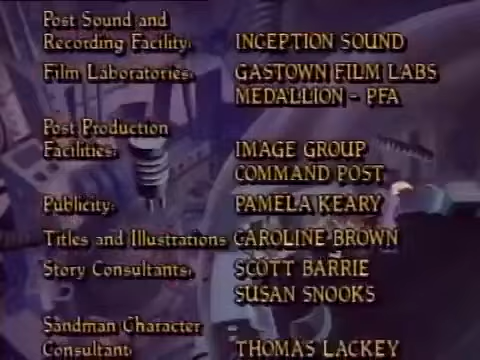 Post Sound and
Recording Facility: INCEPTION SOUND
Film Laboratories: GASTOWN FILM LABS
MEDALLION - PFA
Post Production
Facilities: IMAGE GROUP
COMMAND POST
Publicity: PAMELA KEARY
Titles and Illustrations CAROLINE BROWN
Story Consultants: SCOTT BARRIE
SUSAN SNOOKS
Sandman Character
Consultant: THOMAS LACKEY